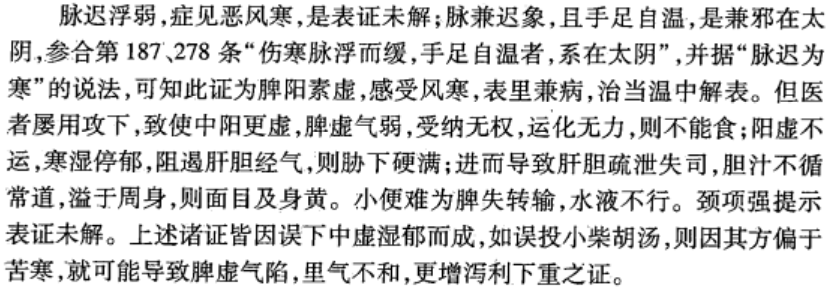 脉迟浮弱,症见恶风寒,是表证未解;脉兼迟象,且手足自温,是兼邪在太
阴,参合第187、278条“伤寒脉浮而缓,手足自温者,系在太阴”,并据“脉迟为
寒”的说法,可知此证为脾阳素虚,感受风寒,表里兼病,治当温中解表。但医
者屡用攻下,致使中阳更虚,脾虚气弱,受纳无权,运化无力,则不能食;阳虚不
运,寒湿停郁,阻遏肝胆经气,则胁下硬满;进而导致肝胆疏泄失司,胆汁不循
常道,溢于周身,则面目及身黄。小便难为脾失转输,水液不行。颈项强提示
表证未解。上述诸证皆因误下中虚湿郁而成,如误投小柴胡汤,则因其方偏于
苦寒,就可能导致脾虚气陷,里气不和,更增泻利下重之证。